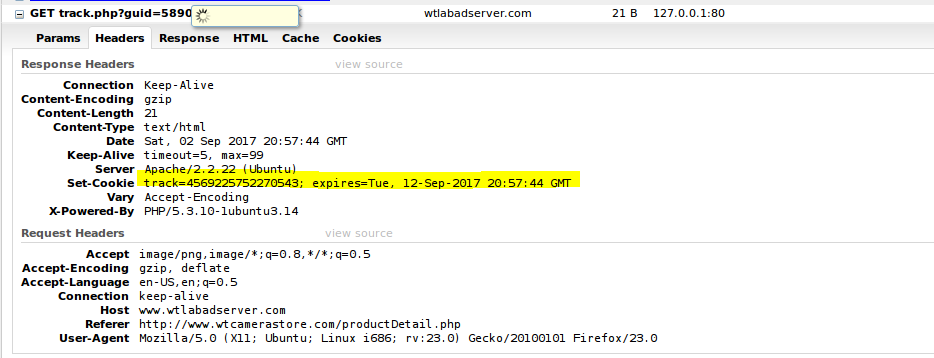 GET track.php?guid=5890 wtlabadserver.com 21 B 127.0.0.1:80
Params Headers Response HTML Cache Cookies
Response Headers view source
Connection Keep-Alive
Content-Encoding gzip
Content-Length 21
Content-Type text/html
Date Sat, 02 Sep 2017 20:57:44 GMT
Keep-Alive timeout=5, max=99
Server Apache/2.2.22 (Ubuntu)
Set-Cookie track=4569225752270543; expires=Tue, 12-Sep-2017 20:57:44 GMT
Vary Accept-Encoding
X-Powered-By PHP/5.3.10-1ubuntu3.14
Request Headers view source
Accept image/png,image/*;q=0.8,*/*;q=0.5
Accept-Encoding gzip, deflate
Accept-Language en-US,en;q=0.5
Connection keep-alive
Host www.wtlabadserver.com
Referer http://www.wtcamerastore.com/productDetail.php
User-Agent Mozilla/5.0 (X11; Ubuntu; Linux i686; rv:23.0) Gecko/20100101 Firefox/23.0